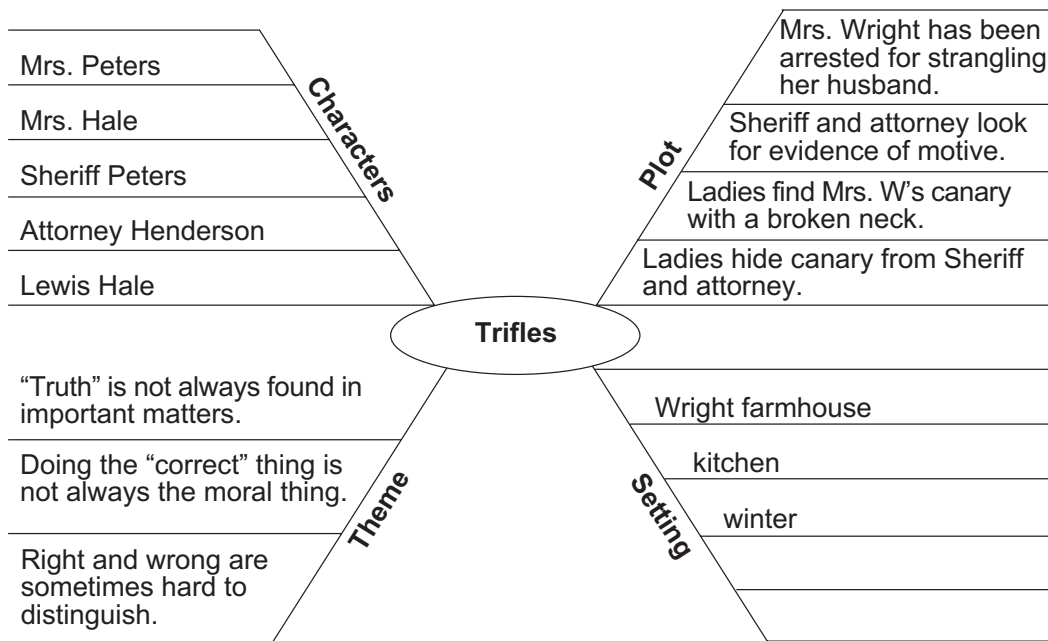 Mrs. Peters
Mrs. Hale
Sheriff Peters
Attorney Henderson
Lewis Hale
Characters
Mrs. Wright has been
arrested for strangling
her husband.
Sheriff and attorney look
for evidence of motive.
Ladies find Mrs. W’s canary
with a broken neck.
Ladies hide canary from Sheriff
and attorney.
Plot
Trifles
“Truth” is not always found in
important matters.
Doing the “correct” thing is
not always the moral thing.
Right and wrong are
sometimes hard to
distinguish.
Theme
Wright farmhouse
kitchen
winter
Setting